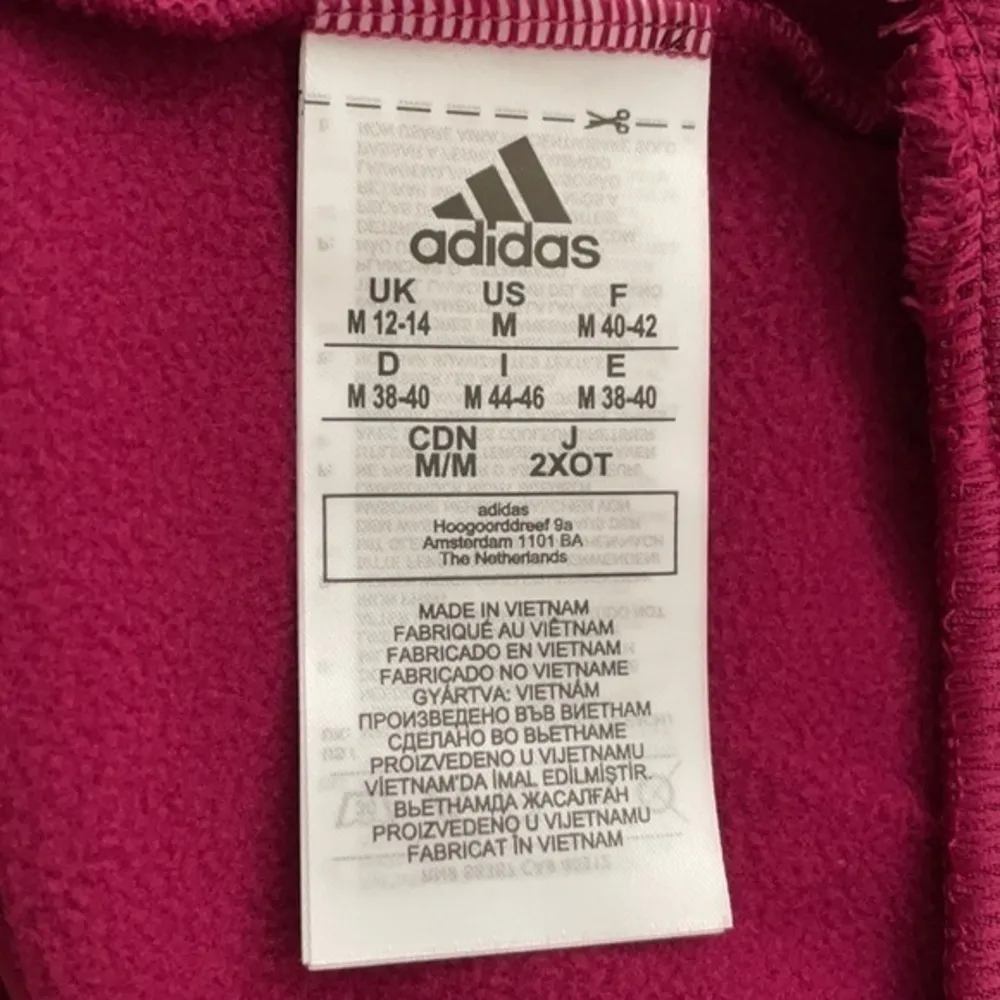 adidas
UK US F
M 12-14 M M 40-42
D I E
M 38-40 M 44-46 M 38-40
CDN J
M/M 2XOT
adidas
Hoogoorddreef 9a
Amsterdam 1101 BA
The Netherlands
MADE IN VIETNAM
FABRIQUÉ AU VIÊTNAM
FABRICADO EN VIETNAM
FABRICADO NO VIETNAME
GYÁRTVA: VIETNÁM
ПРОИЗВЕДЕНО ВЪВ ВИЕТНАМ
СДЕЛАНО ВО ВЬЕТНАМЕ
PROIZVEDENO U VIJETNAMU
VİETNAM'DA İMAL EDİLMİŞTİR.
ВЬЕТНАМДА ЖАСАЛҒАН
PROIZVEDENO U VIJETNAMU
FABRICAT ÎN VIETNAM